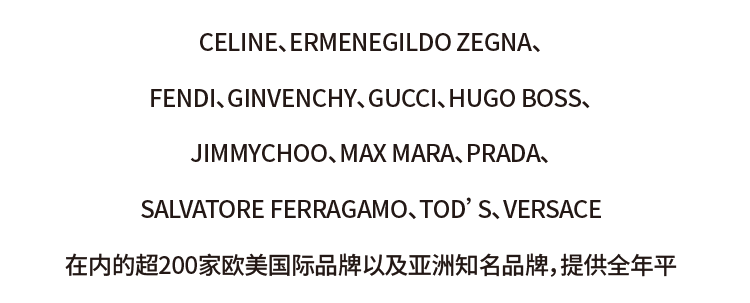 CELINE、ERMENEGILDO ZEGNA、
FENDI、GINVENCHY、GUCCI、HUGO BOSS、
JIMMYCHOO、MAX MARA、PRADA、
SALVATORE FERRAGAMO、TOD’S、VERSACE
在内的超200家欧美国际品牌以及亚洲知名品牌，提供全年平